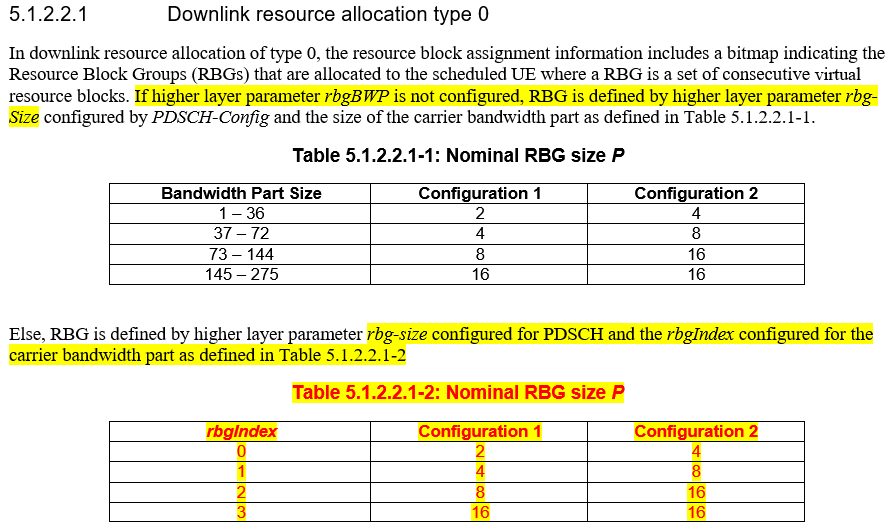 5.1.2.2.1 Downlink resource allocation type 0
In downlink resource allocation of type 0, the resource block assignment information includes a bitmap indicating the
Resource Block Groups (RBGs) that are allocated to the scheduled UE where a RBG is a set of consecutive virtual
resource blocks. If higher layer parameter rbgBWP is not configured, RBG is defined by higher layer parameter rbg-
Size configured by PDSCH-Config and the size of the carrier bandwidth part as defined in Table 5.1.2.2.1-1.
Table 5.1.2.2.1-1: Nominal RBG size P
Bandwidth Part Size Configuration 1 Configuration 2
1 – 36 2 4
37 – 72 4 8
73 – 144 8 16
145 – 275 16 16
Else, RBG is defined by higher layer parameter rbg-size configured for PDSCH and the rbgIndex configured for the
carrier bandwidth part as defined in Table 5.1.2.2.1-2
Table 5.1.2.2.1-2: Nominal RBG size P
rbgIndex Configuration 1 Configuration 2
0 2 4
1 4 8
2 8 16
3 16 16